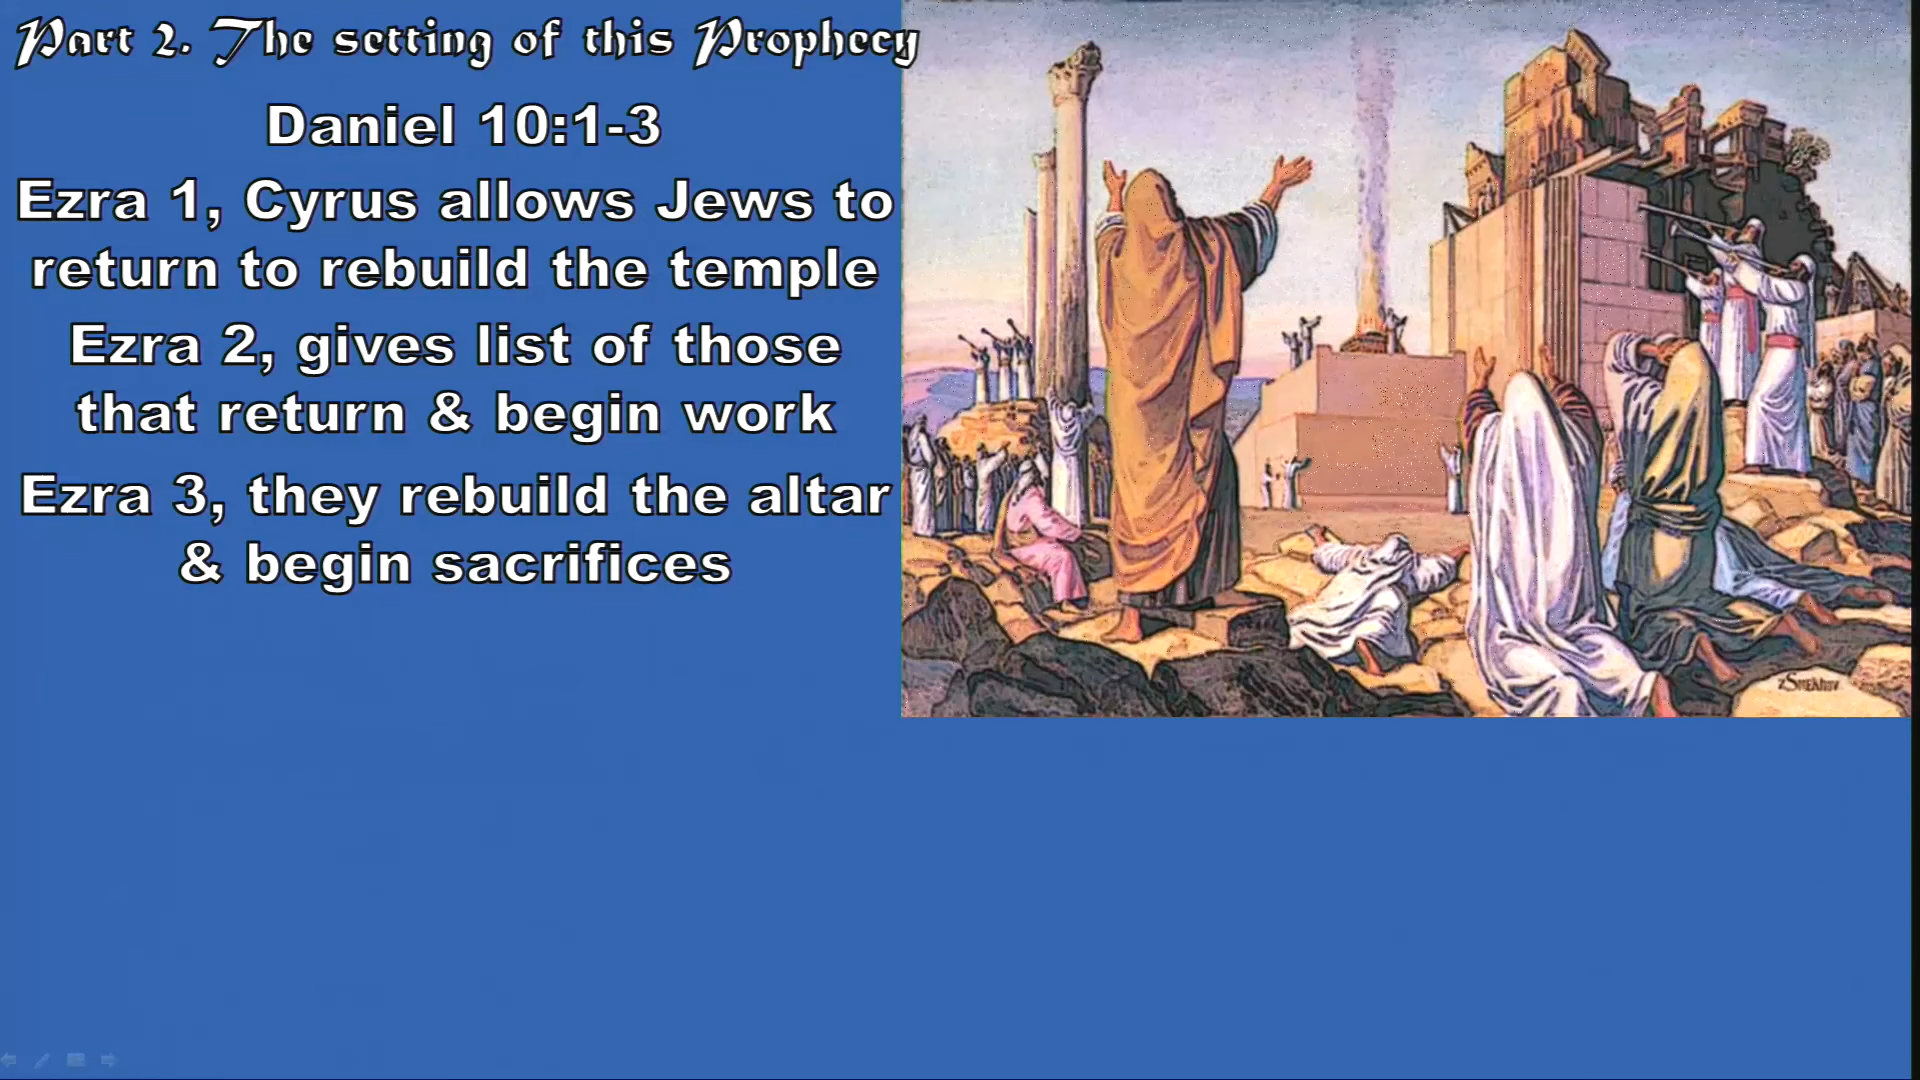 Part 2. The setting of this Prophecy
Daniel 10:1-3
Ezra 1, Cyrus allows Jews to
return to rebuild the temple
Ezra 2, gives list of those
that return & begin work
Ezra 3, they rebuild the altar
& begin sacrifices